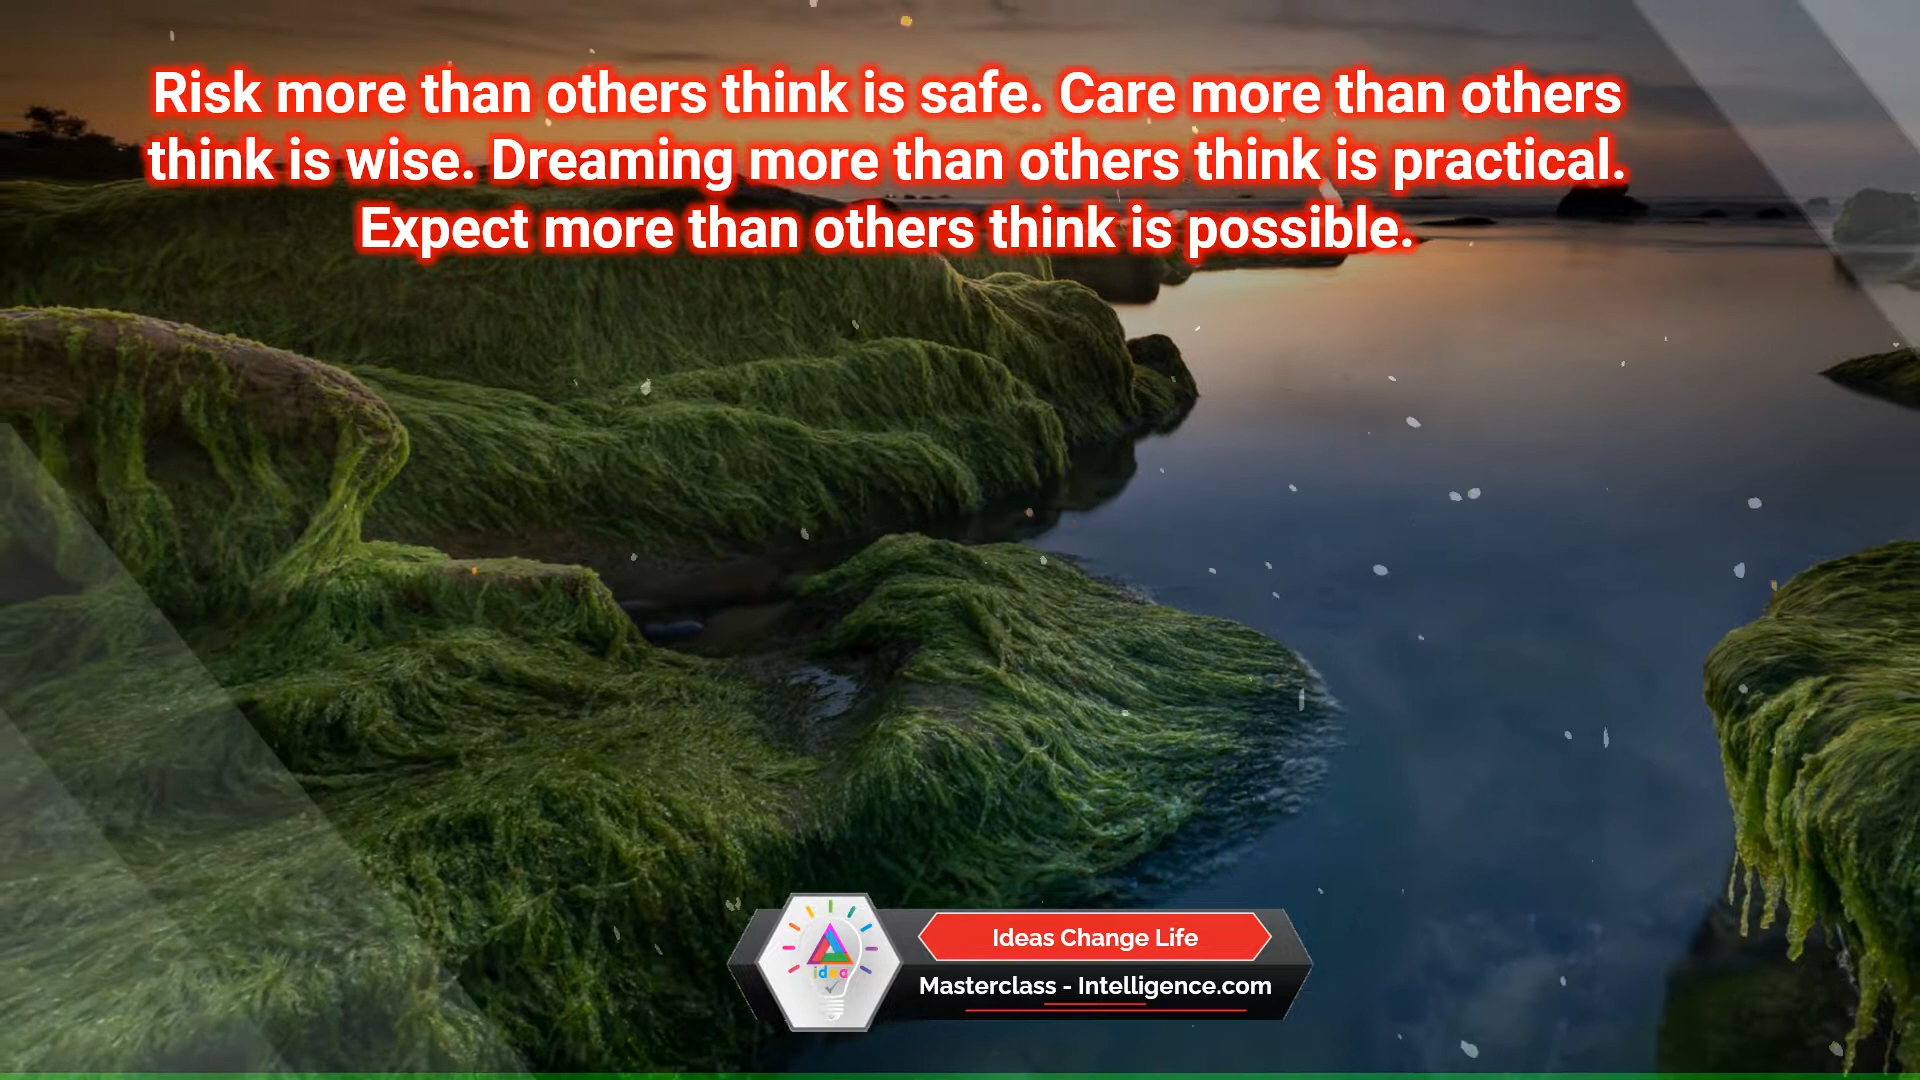 Risk more than others think is safe. Care more than others
think is wise. Dreaming more than others think is practical.
Expect more than others think is possible.
idea
Ideas Change Life
Masterclass - Intelligence.com